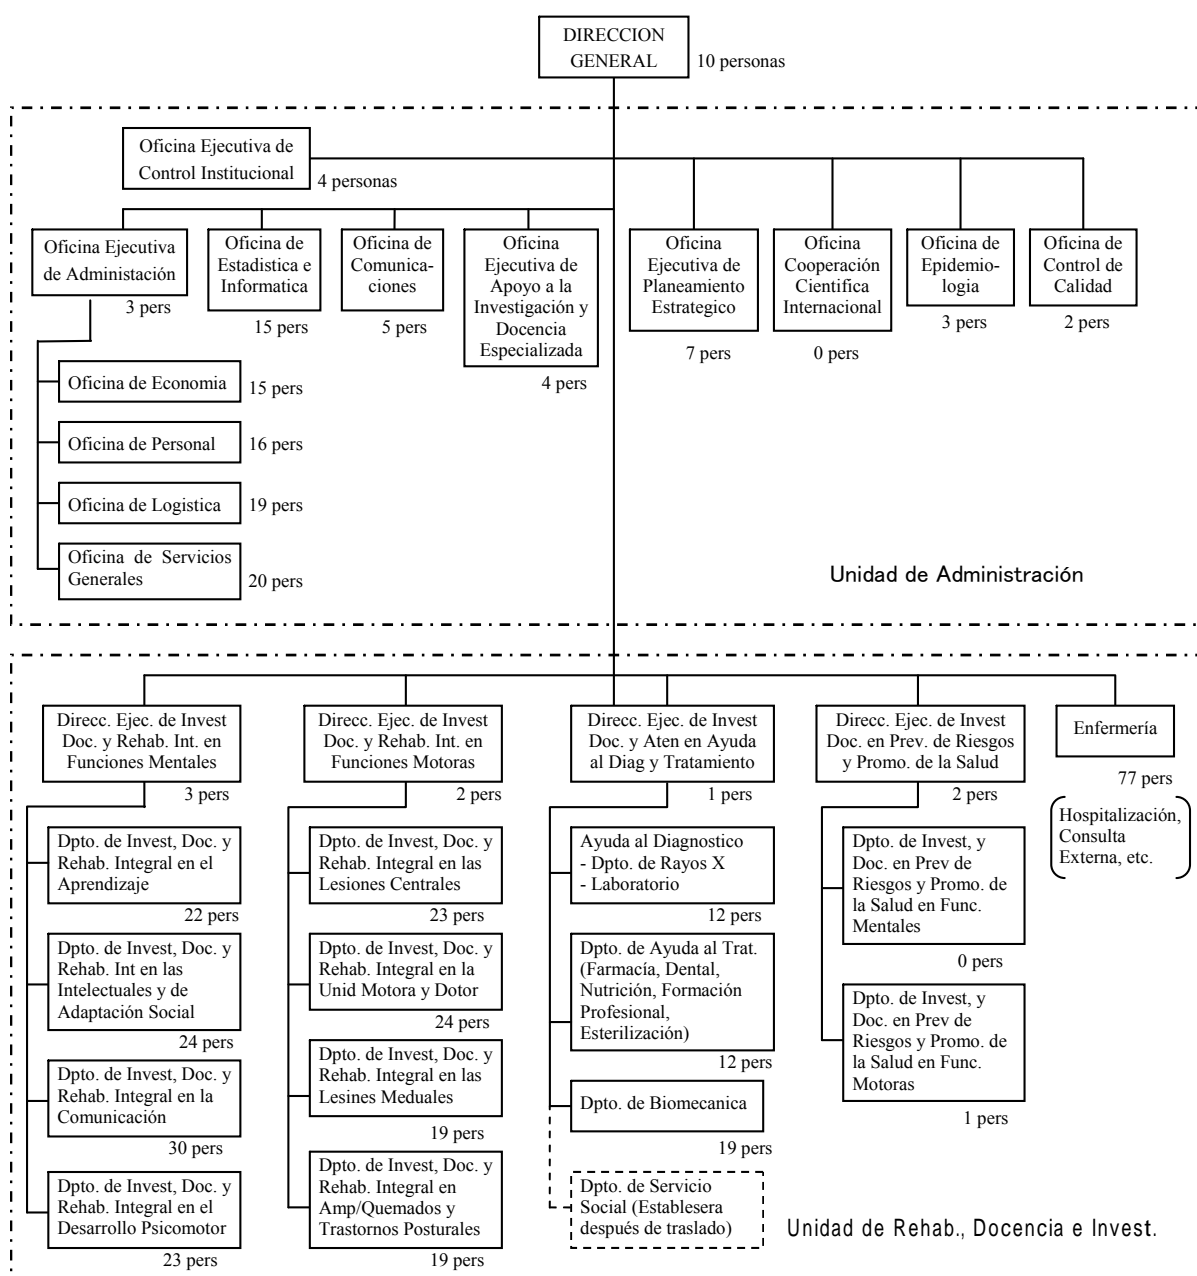 DIRECCION
GENERAL
10 personas
Oficina Ejecutiva de
Control Institucional
4 personas
Oficina Ejecutiva
de Administación
3 pers
Oficina de
Estadistica e
Informatica
15 pers
Oficina de
Comunica-
ciones
5 pers
Oficina
Ejecutiva de
Apoyo a la
Investigación y
Docencia
Especializada
4 pers
Oficina
Ejecutiva de
Planeamiento
Estrategico
7 pers
Oficina
Cooperación
Cientifica
Internacional
0 pers
Oficina de
Epidemio-
logia
3 pers
Oficina de
Control de
Calidad
2 pers
Oficina de Economia
15 pers
Oficina de Personal
16 pers
Oficina de Logistica
19 pers
Oficina de Servicios
Generales
20 pers
Unidad de Administración
Direcc. Ejec. de Invest
Doc. y Rehab. Int. en
Funciones Mentales
3 pers
Dpto. de Invest, Doc. y
Rehab. Integral en el
Aprendizaje
22 pers
Dpto. de Invest, Doc. y
Rehab. Int en las
Intelectuales y de
Adaptación Social
24 pers
Dpto. de Invest, Doc. y
Rehab. Integral en la
Comunicación
30 pers
Dpto. de Invest, Doc. y
Rehab. Integral en el
Desarrollo Psicomotor
23 pers
Direcc. Ejec. de Invest
Doc. y Rehab. Int. en
Funciones Motoras
2 pers
Dpto. de Invest, Doc. y
Rehab. Integral en las
Lesiones Centrales
23 pers
Dpto. de Invest, Doc. y
Rehab. Integral en la
Unid Motora y Dotor
24 pers
Dpto. de Invest, Doc. y
Rehab. Integral en las
Lesines Meduales
19 pers
Dpto. de Invest, Doc. y
Rehab. Integral en
Amp/Quemados y
Trastornos Posturales
19 pers
Direcc. Ejec. de Invest
Doc. y Aten en Ayuda
al Diag y Tratamiento
1 pers
Ayuda al Diagnostico
- Dpto. de Rayos X
- Laboratorio
12 pers
Dpto. de Ayuda al Trat.
(Farmacía, Dental,
Nutrición, Formación
Profesional,
Esterilización)
12 pers
Dpto. de Biomecanica
19 pers
Dpto. de Servicio
Social (Establesera
después de traslado)
Direcc. Ejec. de Invest
Doc. en Prev. de Riesgos
y Promo. de la Salud
2 pers
Dpto. de Invest, y
Doc. en Prev de
Riesgos y Promo. de
la Salud en Func.
Mentales
0 pers
Dpto. de Invest, y
Doc. en Prev de
Riesgos y Promo. de
la Salud en Func.
Motoras
1 pers
Enfermería
77 pers
Hospitalización,
Consulta
Externa, etc.
Unidad de Rehab., Docencia e Invest.